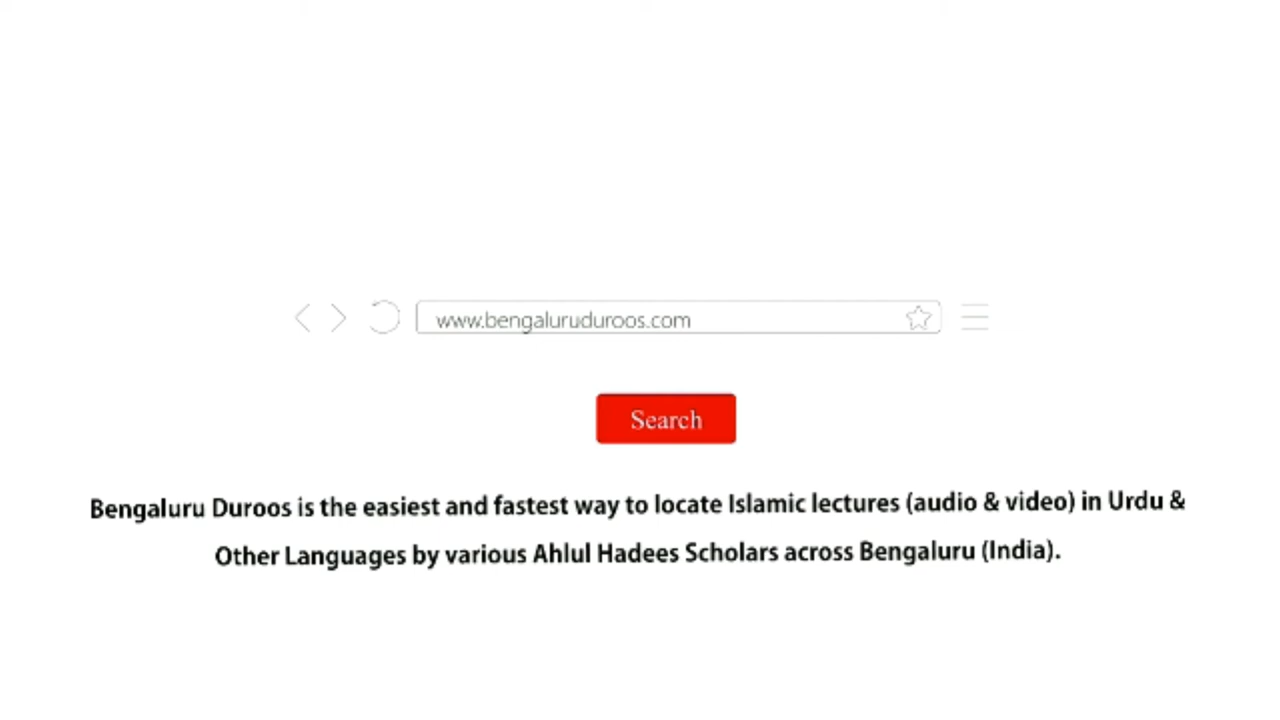 www.bengaluruduroos.com
Search
Bengaluru Duroos is the easiest and fastest way to locate Islamic lectures (audio & video) in Urdu &
Other Languages by various Ahlul Hadees Scholars across Bengaluru (India).